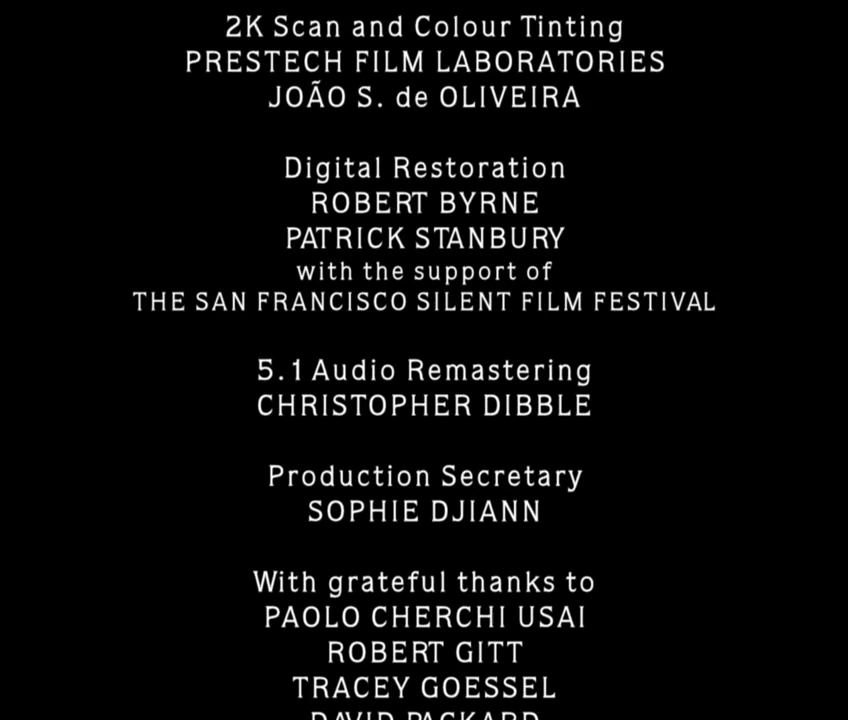 2K Scan and Colour Tinting
PRESTECH FILM LABORATORIES
JOÃO S. de OLIVEIRA
Digital Restoration
ROBERT BYRNE
PATRICK STANBURY
with the support of
THE SAN FRANCISCO SILENT FILM FESTIVAL
5.1 Audio Remastering
CHRISTOPHER DIBBLE
Production Secretary
SOPHIE DJIANN
With grateful thanks to
PAOLO CHERCHI USAI
ROBERT GITT
TRACEY GOESSEL
DAVID PACKARD